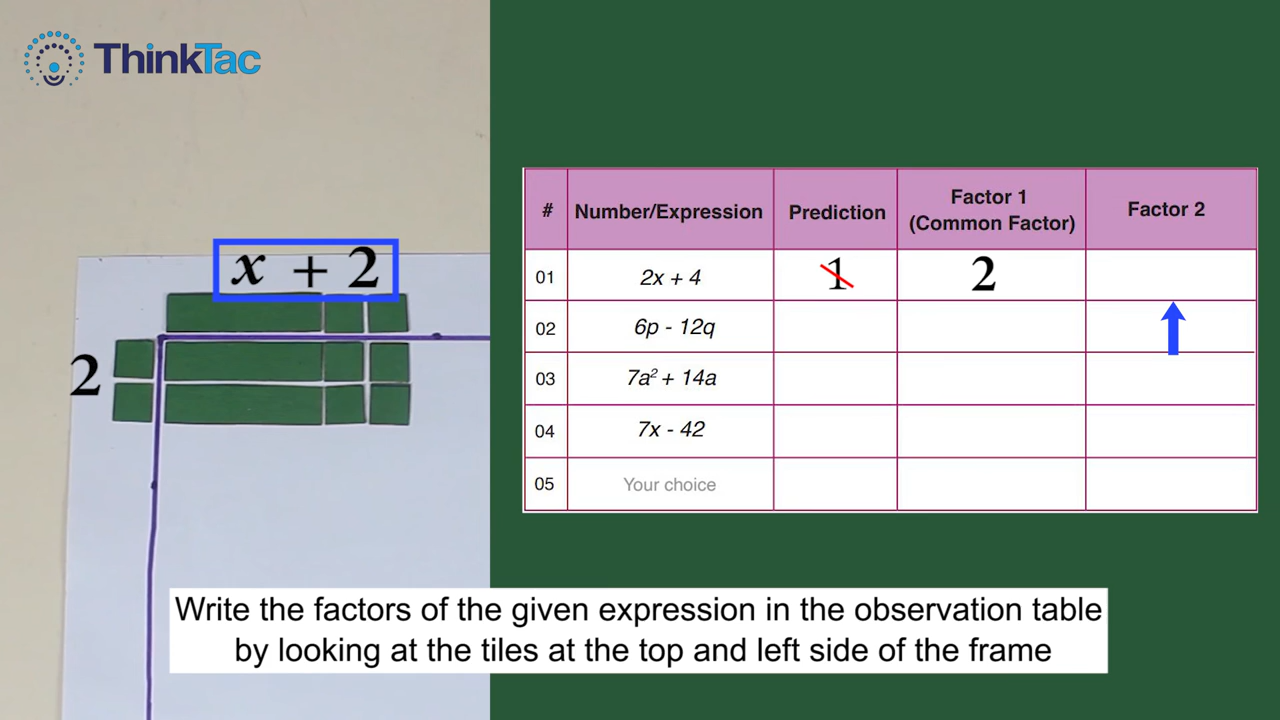 ThinkTac
x + 2
2
# Number/Expression Prediction Factor 1 (Common Factor) Factor 2
01 2x + 4 1 2
02 6p - 12q
03 7a² + 14a
04 7x - 42
05 Your choice
Write the factors of the given expression in the observation table
by looking at the tiles at the top and left side of the frame